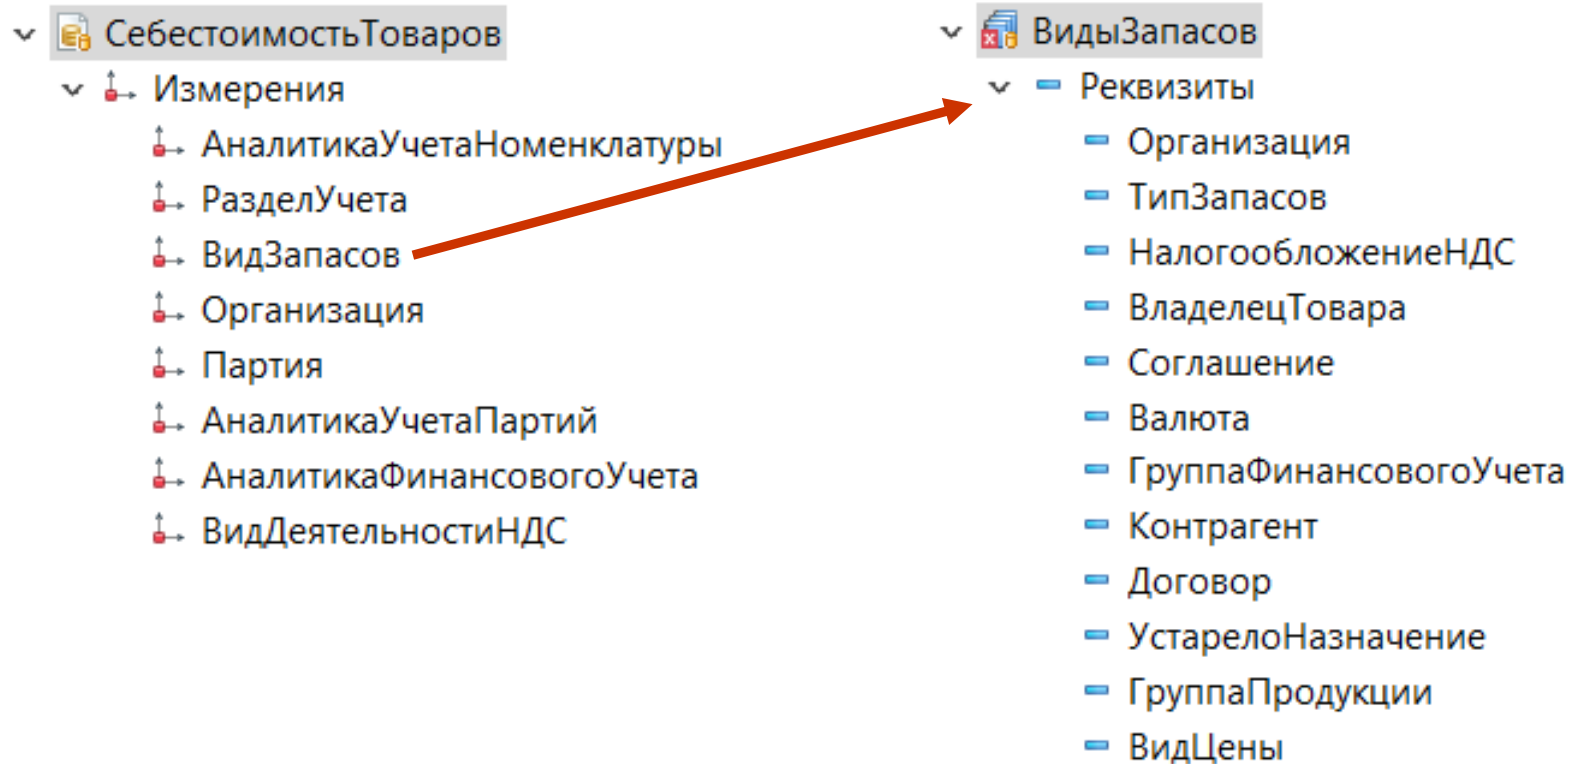 СебестоимостьТоваров
Измерения
АналитикаУчетаНоменклатуры
РазделУчета
ВидЗапасов
Организация
Партия
АналитикаУчетаПартий
АналитикаФинансовогоУчета
ВидДеятельностиНДС
ВидыЗапасов
Реквизиты
Организация
ТипЗапасов
НалогообложениеНДС
ВладелецТовара
Соглашение
Валюта
ГруппаФинансовогоУчета
Контрагент
Договор
УстарелоНазначение
ГруппаПродукции
ВидЦены